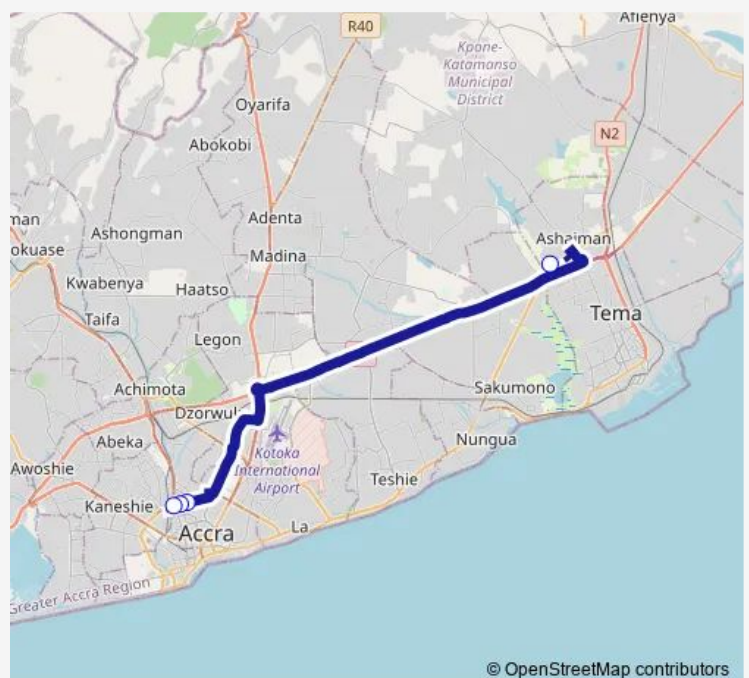 Afienya
R40
Kpone-
Katamanso
Municipal
District
Oyarifa
N2
Abokobi
man
Ashongman
Adenta
Ashaiman
okuase
Madina
Kwabenya
Haatso
Taifa
Tema
Legon
Achimota
Sakumono
Dzorwulu
Abeka
Nungua
Kotoka
International
Airport
Awoshie
Teshie
Kaneshie
La
Accra
Greater Accra Region
© OpenStreetMap contributors